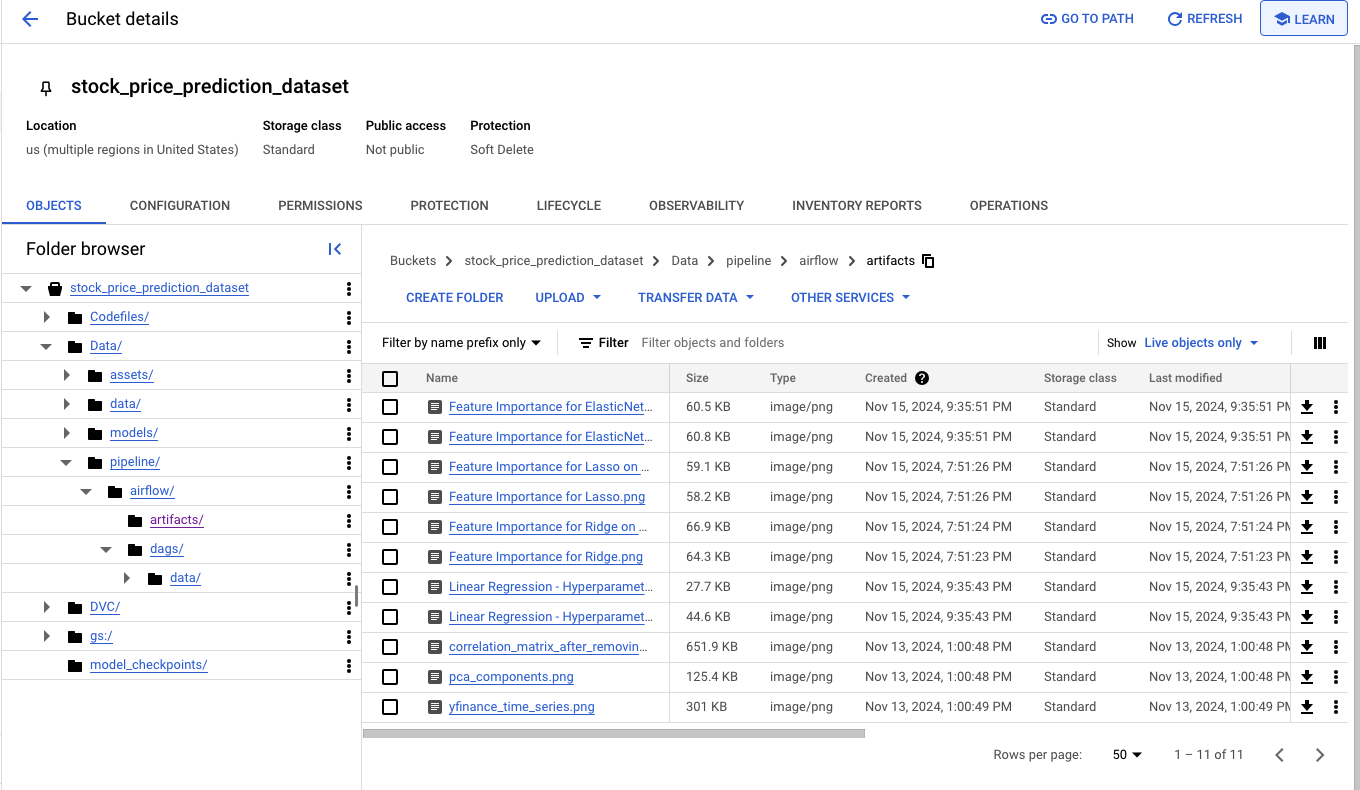 Bucket details
GO TO PATH
REFRESH
LEARN
stock_price_prediction_dataset
Location Storage class Public access Protection
us (multiple regions in United States) Standard Not public Soft Delete
OBJECTS CONFIGURATION PERMISSIONS PROTECTION LIFECYCLE OBSERVABILITY INVENTORY REPORTS OPERATIONS
Folder browser
stock_price_prediction_dataset
Codefiles/
Data/
assets/
data/
models/
pipeline/
airflow/
artifacts/
dags/
data/
DVC/
gs:/
model_checkpoints/
Buckets stock_price_prediction_dataset Data pipeline airflow artifacts
CREATE FOLDER UPLOAD TRANSFER DATA OTHER SERVICES
Filter by name prefix only Filter Filter objects and folders Show Live objects only
Name Size Type Created ? Storage class Last modified
Feature Importance for ElasticNet… 60.5 KB image/png Nov 15, 2024, 9:35:51 PM Standard Nov 15, 2024, 9:35:51 PM
Feature Importance for ElasticNet… 60.8 KB image/png Nov 15, 2024, 9:35:51 PM Standard Nov 15, 2024, 9:35:51 PM
Feature Importance for Lasso on … 59.1 KB image/png Nov 15, 2024, 7:51:26 PM Standard Nov 15, 2024, 7:51:26 PM
Feature Importance for Lasso.png 58.2 KB image/png Nov 15, 2024, 7:51:26 PM Standard Nov 15, 2024, 7:51:26 PM
Feature Importance for Ridge on … 66.9 KB image/png Nov 15, 2024, 7:51:24 PM Standard Nov 15, 2024, 7:51:24 PM
Feature Importance for Ridge.png 64.3 KB image/png Nov 15, 2024, 7:51:23 PM Standard Nov 15, 2024, 7:51:23 PM
Linear Regression - Hyperparamet… 27.7 KB image/png Nov 15, 2024, 9:35:43 PM Standard Nov 15, 2024, 9:35:43 PM
Linear Regression - Hyperparamet… 44.6 KB image/png Nov 15, 2024, 9:35:43 PM Standard Nov 15, 2024, 9:35:43 PM
correlation_matrix_after_removin… 651.9 KB image/png Nov 13, 2024, 1:00:48 PM Standard Nov 13, 2024, 1:00:48 PM
pca_components.png 125.4 KB image/png Nov 13, 2024, 1:00:48 PM Standard Nov 13, 2024, 1:00:48 PM
yfinance_time_series.png 301 KB image/png Nov 13, 2024, 1:00:49 PM Standard Nov 13, 2024, 1:00:49 PM
Rows per page: 50 1 – 11 of 11